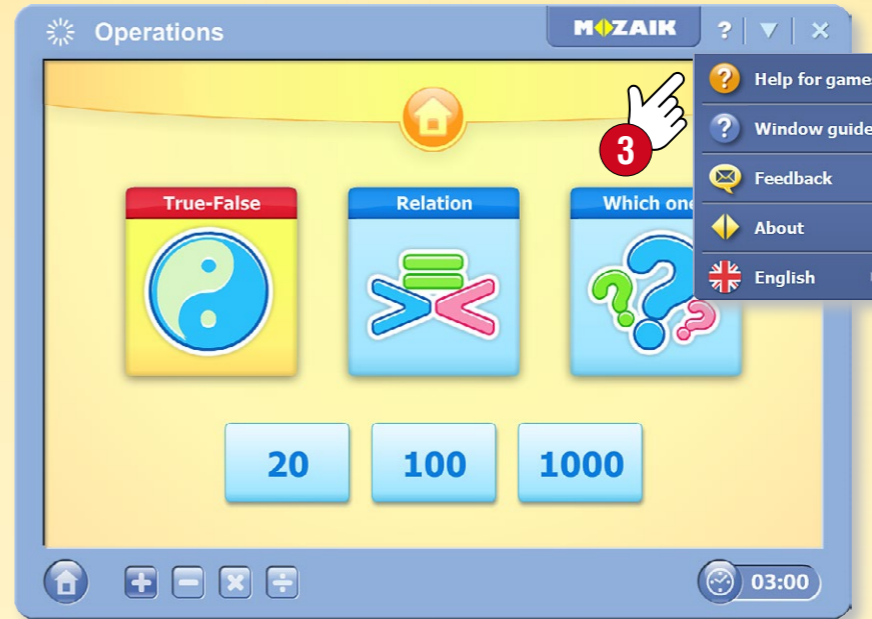 Operations
MOZAIK
?
Help for games
Window guide
Feedback
About
English
3
True-False
Relation
Which one
20
100
1000
03:00